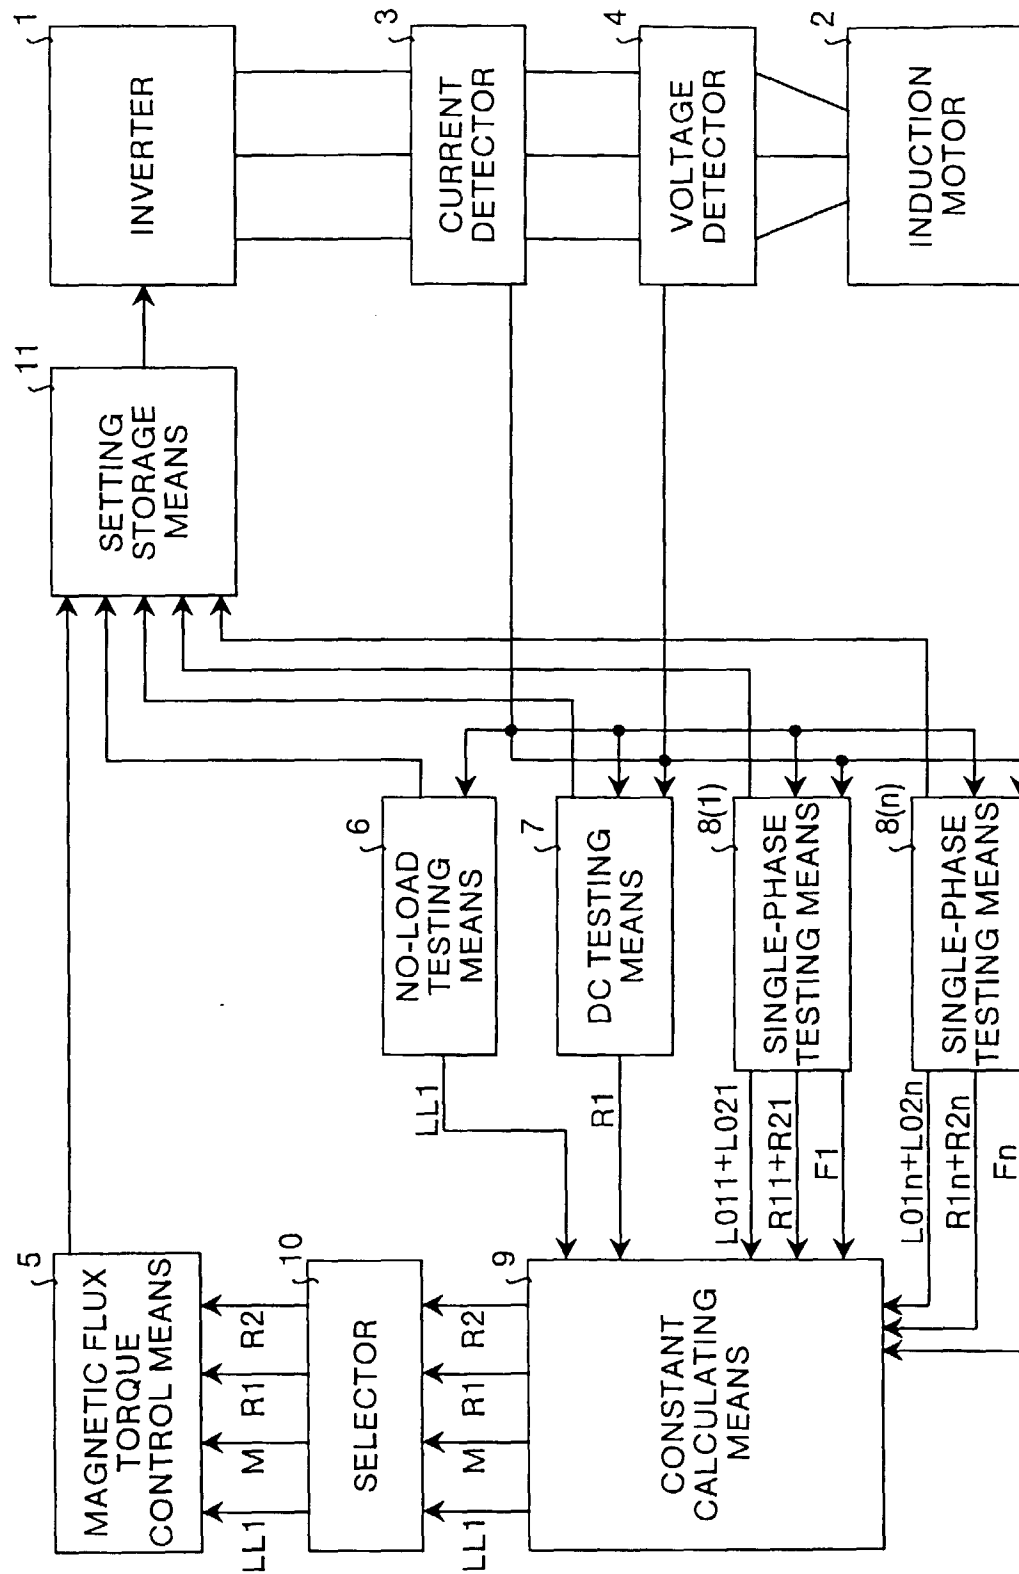 1
INVERTER
3
CURRENT
DETECTOR
4
VOLTAGE
DETECTOR
2
INDUCTION
MOTOR
11
SETTING
STORAGE
MEANS
6
NO-LOAD
TESTING
MEANS
7
DC TESTING
MEANS
8(1)
SINGLE-PHASE
TESTING MEANS
8(n)
SINGLE-PHASE
TESTING MEANS
LL1
R1
L011+L021
R11+R21
F1
L01n+L02n
R1n+R2n
Fn
5
MAGNETIC FLUX
TORQUE
CONTROL MEANS
LL1
M
R1
R2
10
SELECTOR
LL1
M
R1
R2
9
CONSTANT
CALCULATING
MEANS